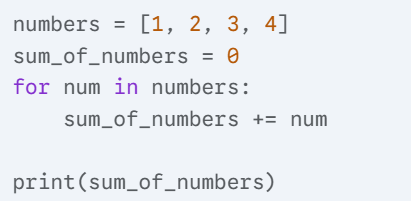 numbers = [1, 2, 3, 4]
sum_of_numbers = 0
for num in numbers:
    sum_of_numbers += num

print(sum_of_numbers)